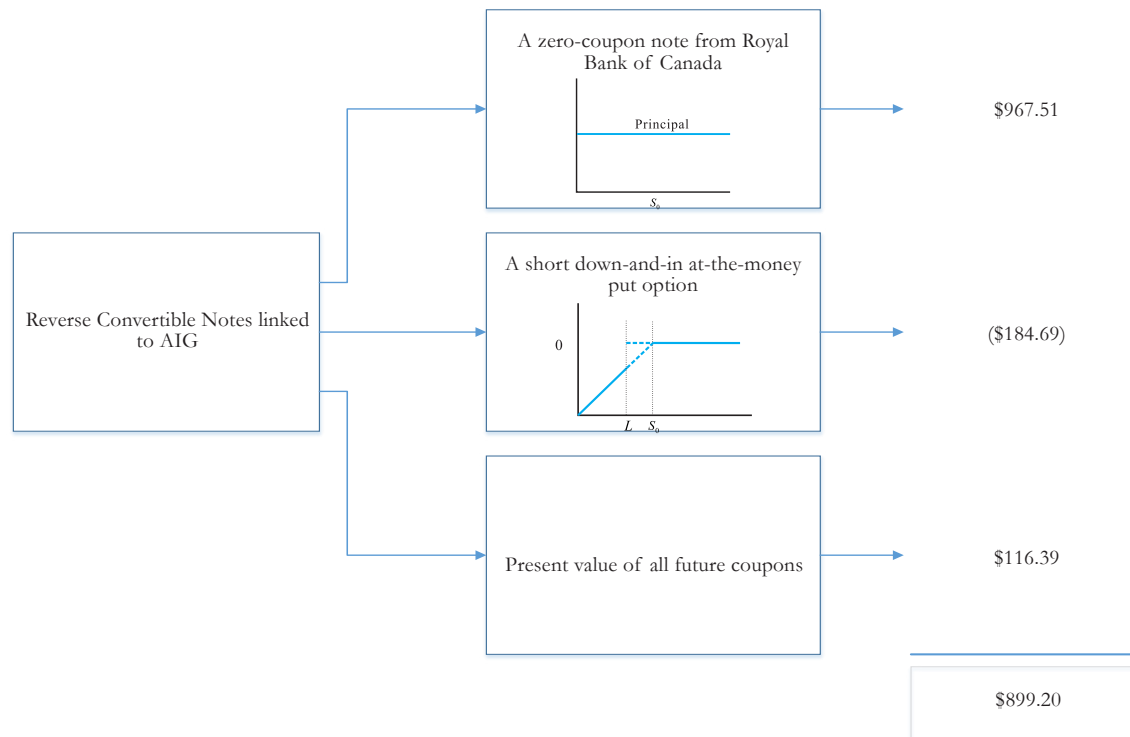 A zero-coupon note from Royal
Bank of Canada
Principal
S₀
$967.51
Reverse Convertible Notes linked
to AIG
A short down-and-in at-the-money
put option
0
L S₀
($184.69)
Present value of all future coupons
$116.39
$899.20